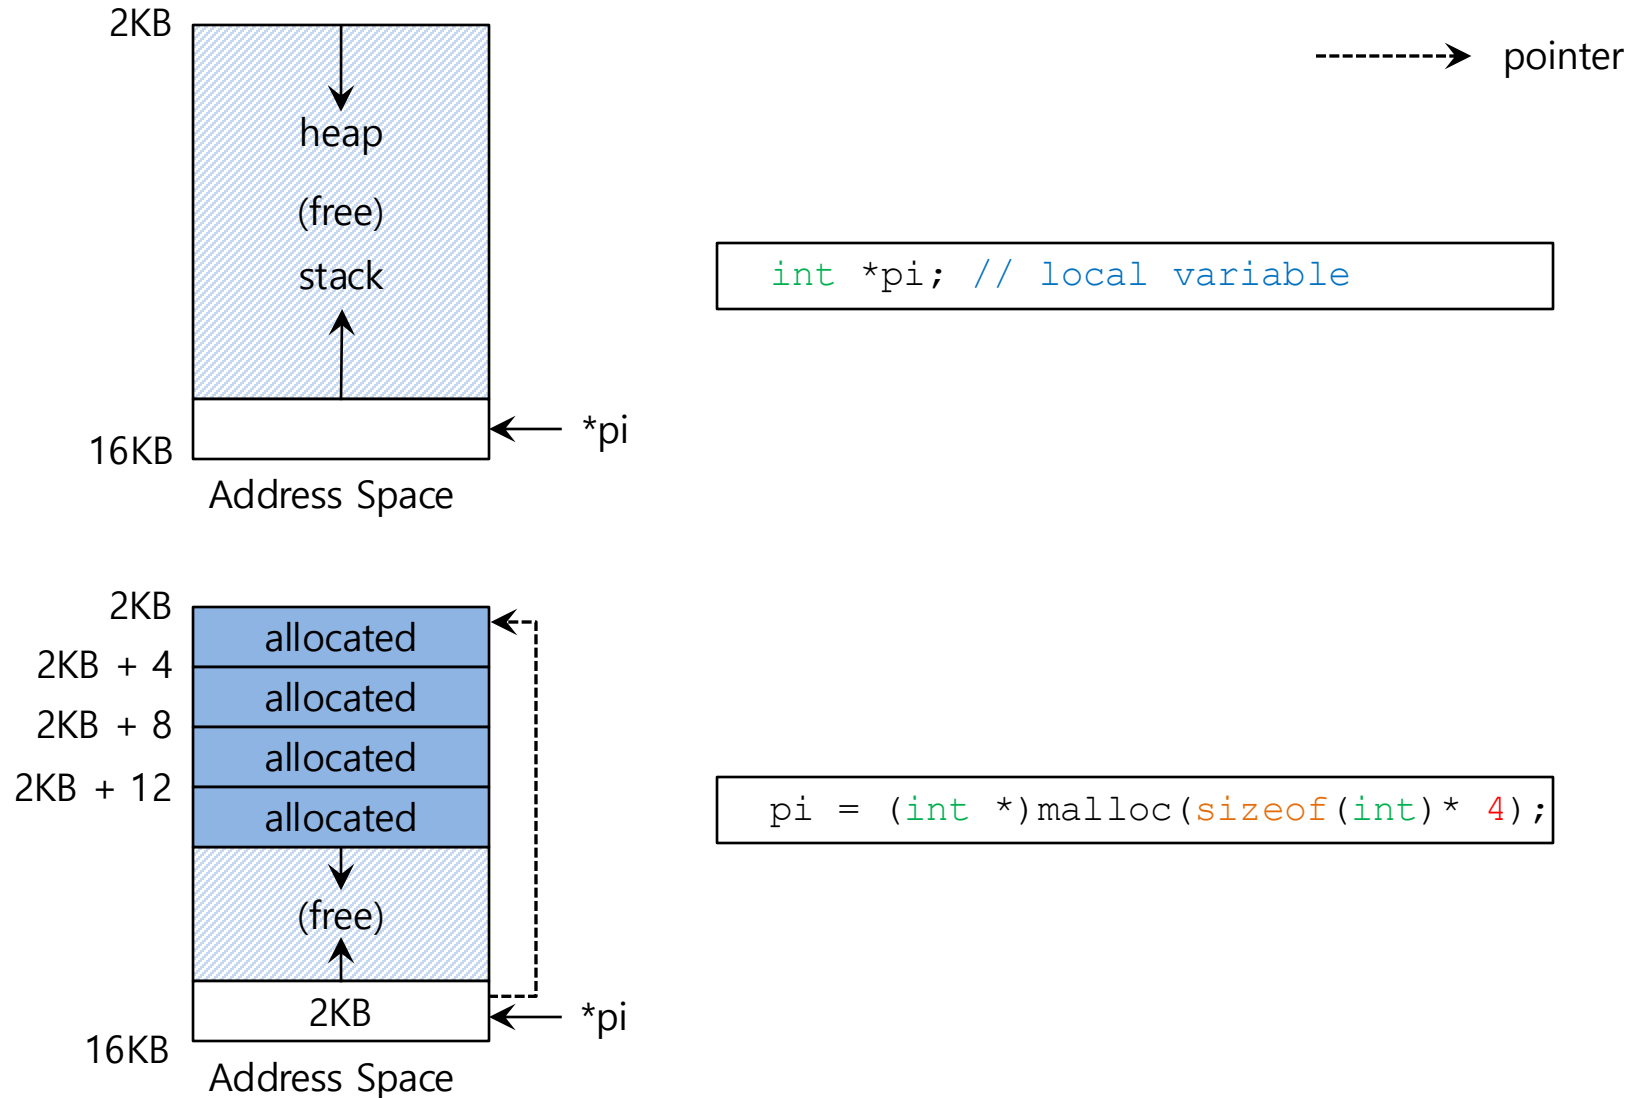 2KB
pointer
heap
(free)
int *pi; // local variable
stack
*pi
16KB
Address Space
2KB
allocated
2KB + 4
allocated
2KB + 8
allocated
2KB + 12
allocated
pi = (int *)malloc(sizeof(int)* 4);
(free)
2KB
*pi
16KB
Address Space